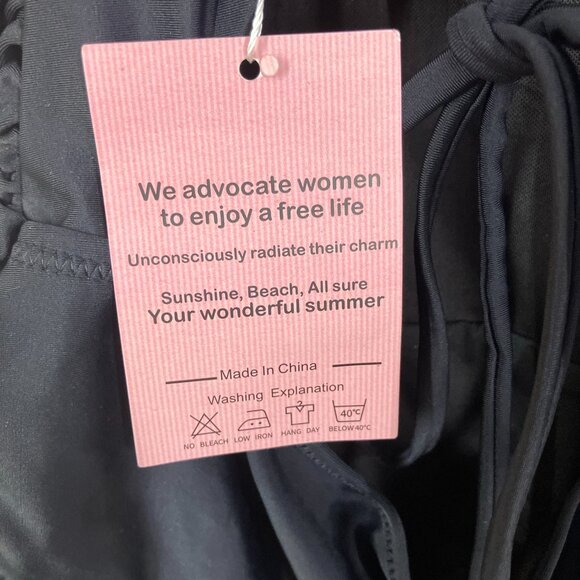 We advocate women
to enjoy a free life
Unconsciously radiate their charm
Sunshine, Beach, All sure
Your wonderful summer
Made In China
Washing Explanation
40℃
NO BLEACH LOW IRON HANG DAY BELOW 40℃